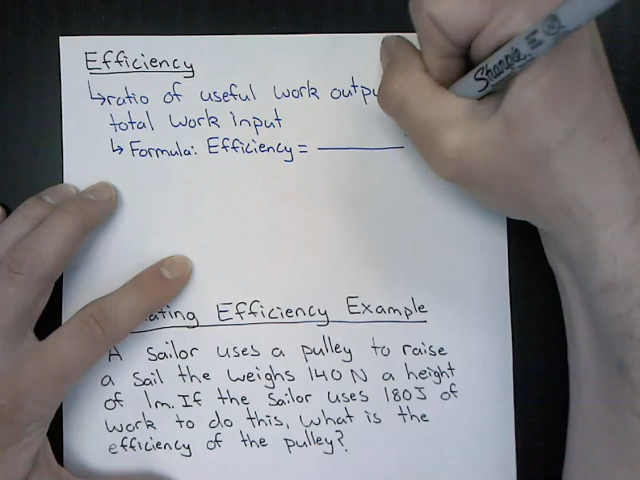 Efficiency
↳ratio of useful work outpu
total work input
↳ Formula: Efficiency =
ating Efficiency Example
A sailor uses a pulley to raise
a sail the weighs 140 N a height
of 1m. If the sailor uses 180J of
work to do this, what is the
efficiency of the pulley?
Sharpie